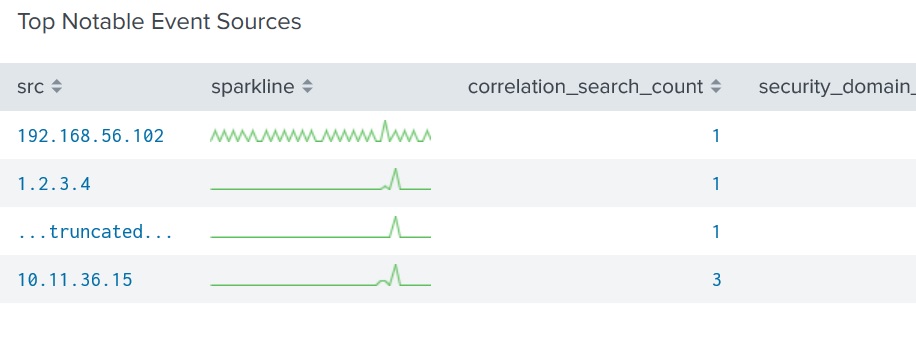 Top Notable Event Sources
src sparkline correlation_search_count security_domain_
192.168.56.102 1
1.2.3.4 1
...truncated... 1
10.11.36.15 3